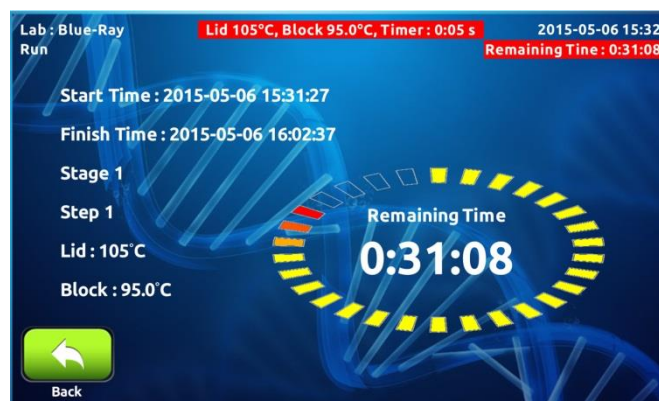 Lab : Blue-Ray
Lid 105°C, Block 95.0°C, Timer : 0:05 s
2015-05-06 15:32
Run
Remaining Tine : 0:31:08
Start Time : 2015-05-06 15:31:27
Finish Time : 2015-05-06 16:02:37
Stage 1
Step 1
Remaining Time
Lid : 105°C
0:31:08
Block : 95.0°C
Back